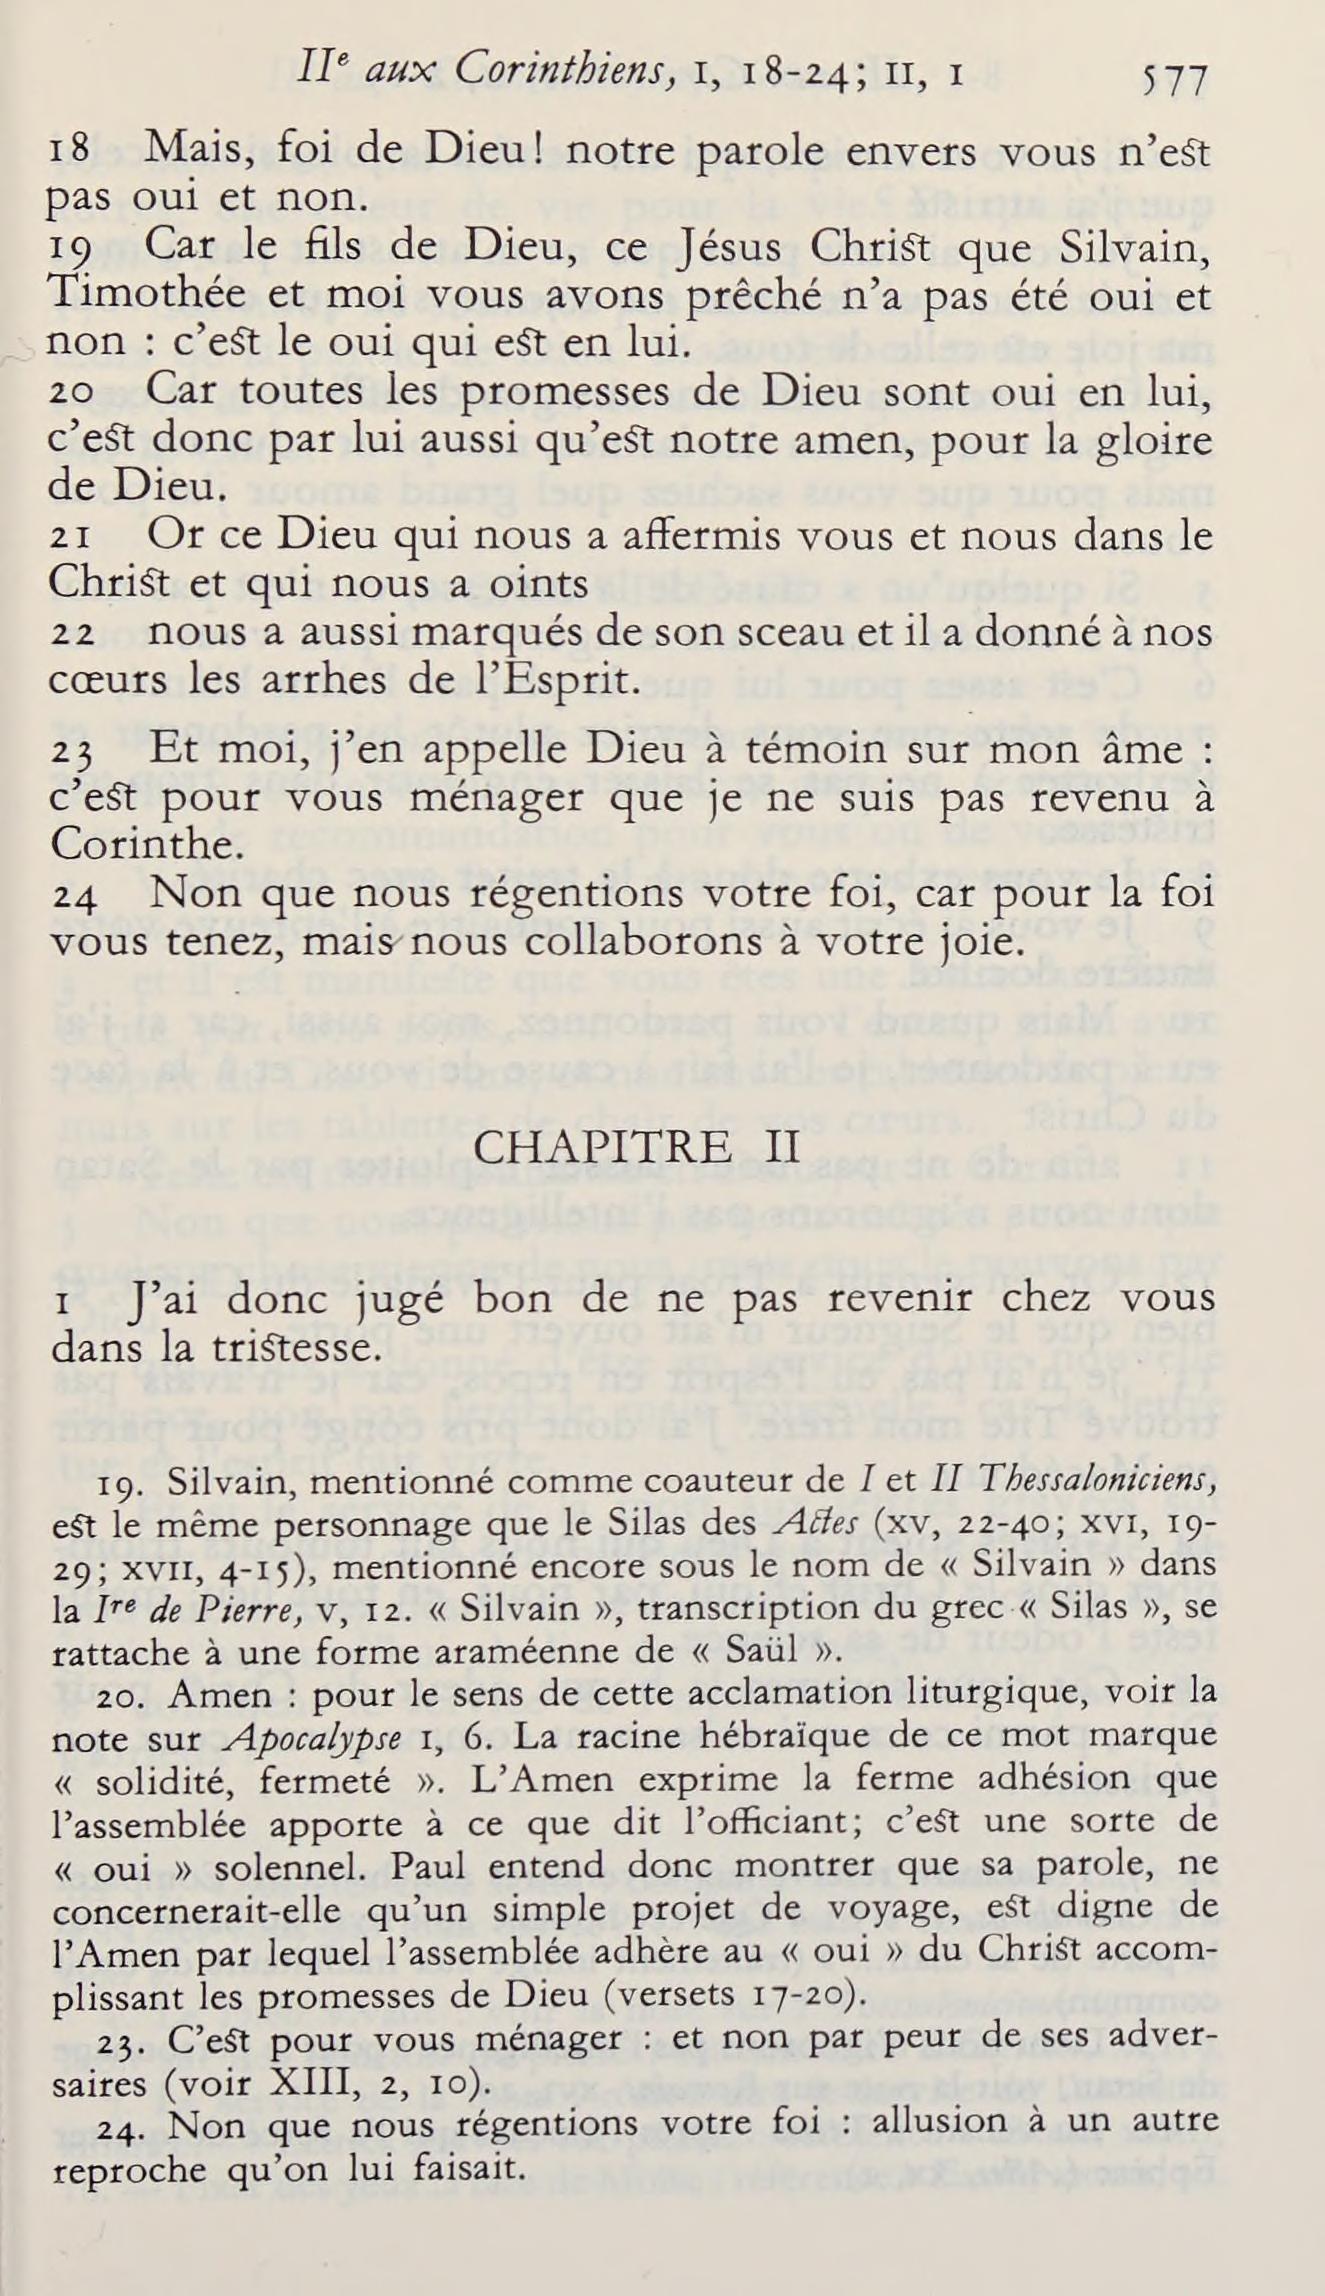 IIe aux Corinthiens, I, 18-24; II, 1 577
18 Mais, foi de Dieu! notre parole envers vous n'est
pas oui et non.
19 Car le fils de Dieu, ce Jésus Christ que Silvain,
Timothée et moi vous avons prêché n'a pas été oui et
non : c'est le oui qui est en lui.
20 Car toutes les promesses de Dieu sont oui en lui,
c'est donc par lui aussi qu'est notre amen, pour la gloire
de Dieu.
21 Or ce Dieu qui nous a affermis vous et nous dans le
Christ et qui nous a oints
22 nous a aussi marqués de son sceau et il a donné à nos
cœurs les arrhes de l'Esprit.
23 Et moi, j'en appelle Dieu à témoin sur mon âme :
c'est pour vous ménager que je ne suis pas revenu à
Corinthe.
24 Non que nous régentions votre foi, car pour la foi
vous tenez, mais nous collaborons à votre joie.
CHAPITRE II
1 J'ai donc jugé bon de ne pas revenir chez vous
dans la tristesse.
19. Silvain, mentionné comme coauteur de I et II Thessaloniciens,
est le même personnage que le Silas des Actes (XV, 22-40; XVI, 19-
29; XVII, 4-15), mentionné encore sous le nom de « Silvain » dans
la Ire de Pierre, V, 12. « Silvain », transcription du grec « Silas », se
rattache à une forme araméenne de « Saül ».
20. Amen : pour le sens de cette acclamation liturgique, voir la
note sur Apocalypse I, 6. La racine hébraïque de ce mot marque
« solidité, fermeté ». L'Amen exprime la ferme adhésion que
l'assemblée apporte à ce que dit l'officiant; c'est une sorte de
« oui » solennel. Paul entend donc montrer que sa parole, ne
concernerait-elle qu'un simple projet de voyage, est digne de
l'Amen par lequel l'assemblée adhère au « oui » du Christ accom-
plissant les promesses de Dieu (versets 17-20).
23. C'est pour vous ménager : et non par peur de ses adver-
saires (voir XIII, 2, 10).
24. Non que nous régentions votre foi : allusion à un autre
reproche qu'on lui faisait.